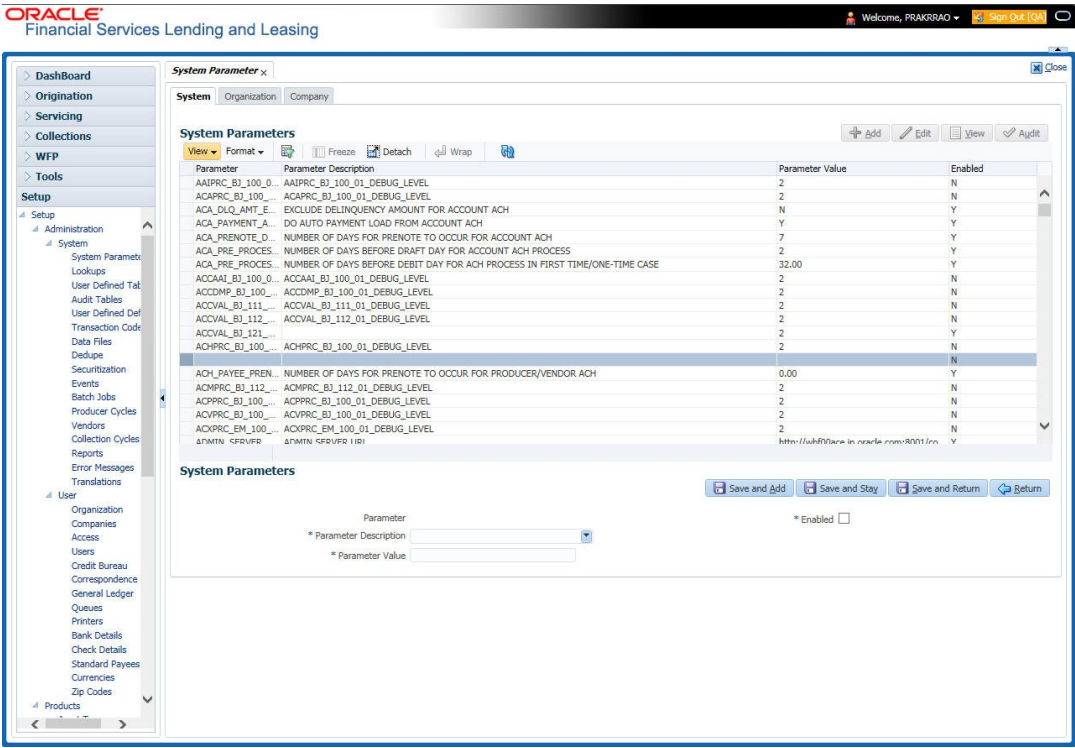 ORACLE®
Financial Services Lending and Leasing
Welcome, PRAKRRAO
Sign Out [QA]
DashBoard
Origination
Servicing
Collections
WFP
Tools
Setup
Setup
Administration
System
System Paramete
Lookups
User Defined Tab
Audit Tables
User Defined Def
Transaction Code
Data Files
Dedupe
Securitization
Events
Batch Jobs
Producer Cycles
Vendors
Collection Cycles
Reports
Error Messages
Translations
User
Organization
Companies
Access
Users
Credit Bureau
Correspondence
General Ledger
Queues
Printers
Bank Details
Check Details
Standard Payees
Currencies
Zip Codes
Products
System Parameter x
Close
System Organization Company
System Parameters
Add Edit View Audit
View Format Freeze Detach Wrap
Parameter Parameter Description Parameter Value Enabled
AAIPRC_BJ_100_0... AAIPRC_BJ_100_01_DEBUG_LEVEL 2 N
ACAPRC_BJ_100_... ACAPRC_BJ_100_01_DEBUG_LEVEL 2 N
ACA_DLQ_AMT_E... EXCLUDE DELINQUENCY AMOUNT FOR ACCOUNT ACH N Y
ACA_PAYMENT_A... DO AUTO PAYMENT LOAD FROM ACCOUNT ACH Y Y
ACA_PRENOTE_D... NUMBER OF DAYS FOR PRENOTE TO OCCUR FOR ACCOUNT ACH 7 Y
ACA_PRE_PROCES... NUMBER OF DAYS BEFORE DRAFT DAY FOR ACCOUNT ACH PROCESS 2 Y
ACA_PRE_PROCES... NUMBER OF DAYS BEFORE DEBIT DAY FOR ACH PROCESS IN FIRST TIME/ONE-TIME CASE 32.00 Y
ACCAAI_BJ_100_0... ACCAAI_BJ_100_01_DEBUG_LEVEL 2 N
ACCDMP_BJ_100_... ACCDMP_BJ_100_01_DEBUG_LEVEL 2 N
ACCVAL_BJ_111_... ACCVAL_BJ_111_01_DEBUG_LEVEL 2 N
ACCVAL_BJ_112_... ACCVAL_BJ_112_01_DEBUG_LEVEL 2 N
ACCVAL_BJ_121_... 2 Y
ACHPRC_BJ_100_... ACHPRC_BJ_100_01_DEBUG_LEVEL 2 N
N
ACH_PAYEE_PREN... NUMBER OF DAYS FOR PRENOTE TO OCCUR FOR PRODUCER/VENDOR ACH 0.00 Y
ACMPRC_BJ_112_... ACMPRC_BJ_112_01_DEBUG_LEVEL 2 N
ACPPRC_BJ_100_... ACPPRC_BJ_100_01_DEBUG_LEVEL 2 N
ACVPRC_BJ_100_... ACVPRC_BJ_100_01_DEBUG_LEVEL 2 N
ACXPRC_EM_100_... ACXPRC_EM_100_01_DEBUG_LEVEL 2 N
ADMIN_SERVER_... ADMIN SERVER URL http://whf00ace.in.oracle.com:8001/co... Y
System Parameters
Save and Add Save and Stay Save and Return Return
Parameter
* Enabled
* Parameter Description
* Parameter Value